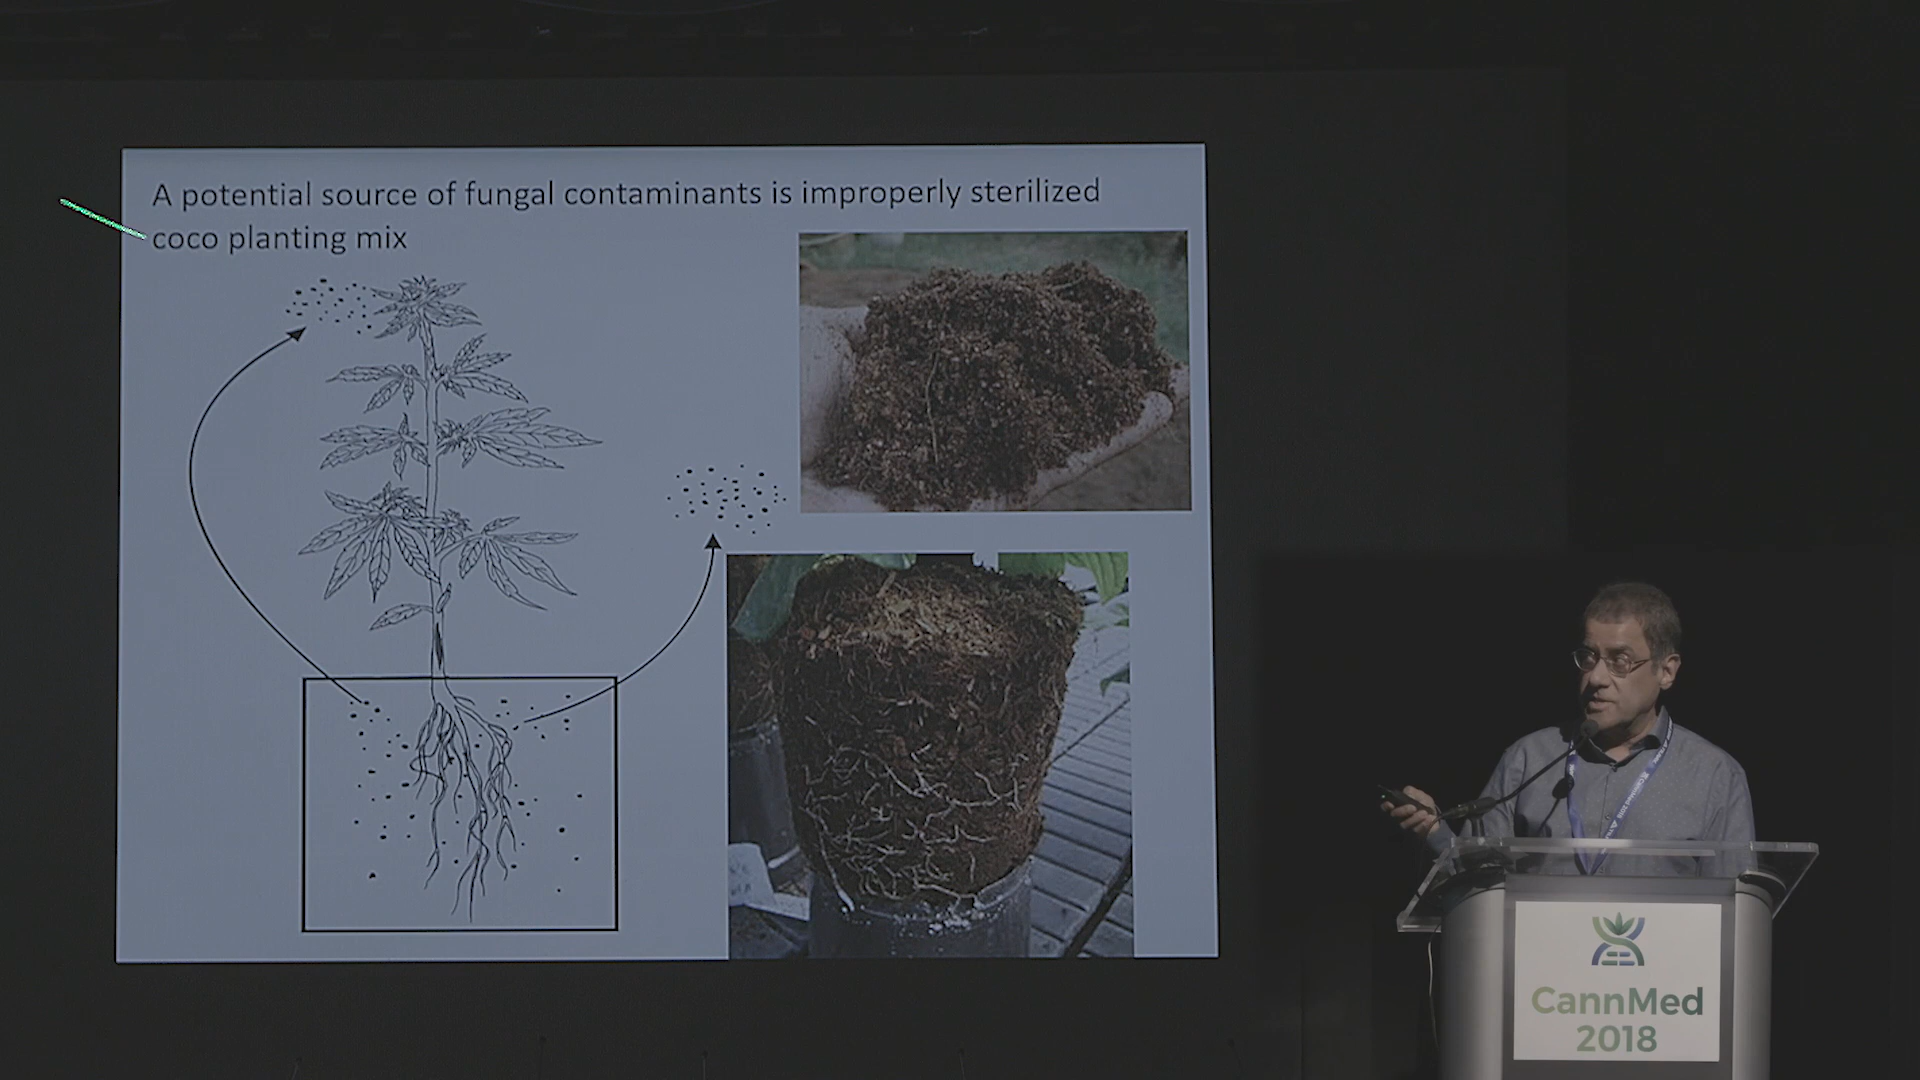 A potential source of fungal contaminants is improperly sterilized
coco planting mix
CannMed
2018